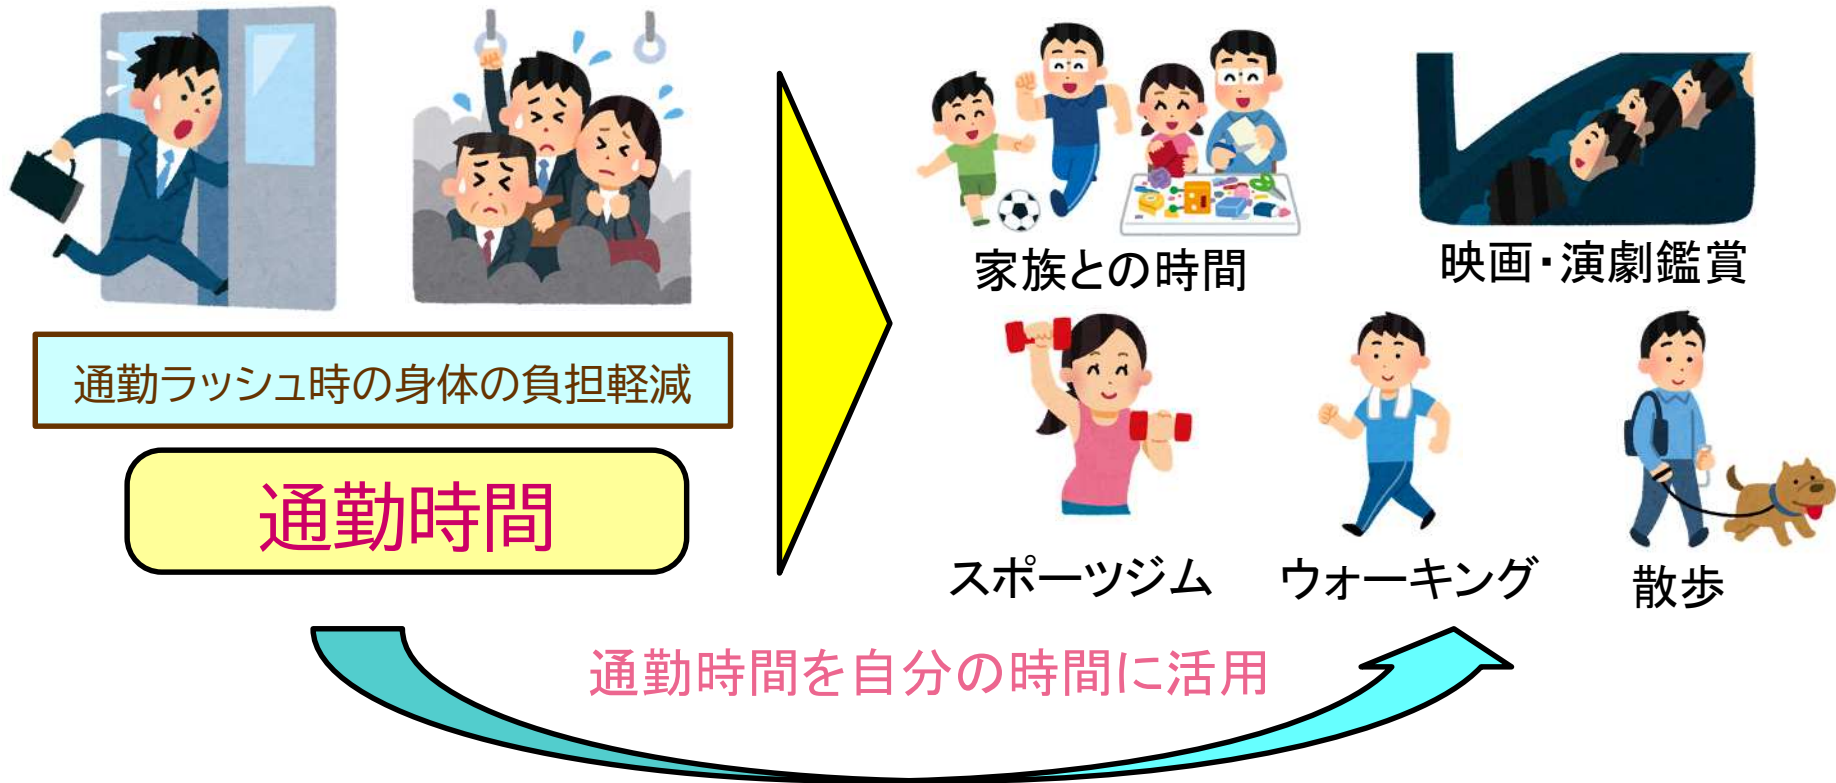 家族との時間
映画・演劇鑑賞
通勤ラッシュ時の身体の負担軽減
通勤時間
スポーツジム
ウォーキング
散歩
通勤時間を自分の時間に活用